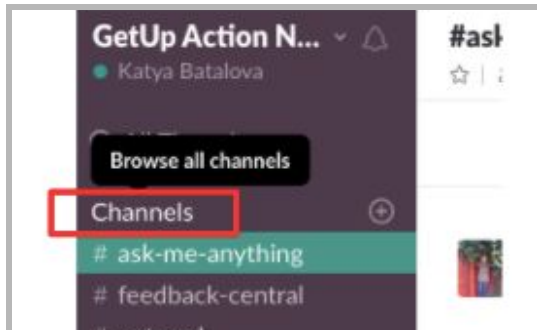 GetUp Action N...
#ask
Katya Batalova
Browse all channels
Channels
# ask-me-anything
# feedback-central